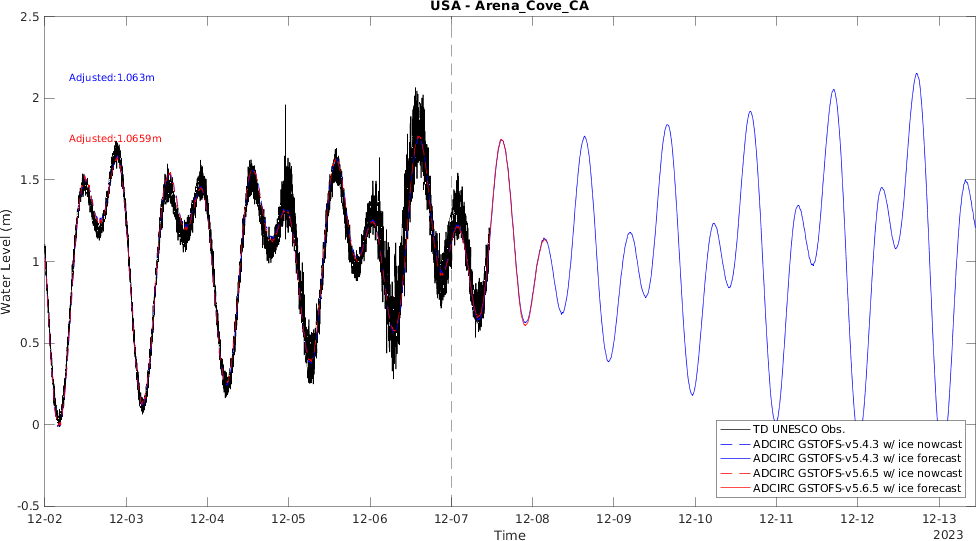 USA - Arena_Cove_CA
2.5
2
1.5
1
0.5
0
-0.5
Water Level (m)
Adjusted:1.063m
Adjusted:1.0659m
TD UNESCO Obs.
ADCIRC GSTOFS-v5.4.3 w/ ice nowcast
ADCIRC GSTOFS-v5.4.3 w/ ice forecast
ADCIRC GSTOFS-v5.6.5 w/ ice nowcast
ADCIRC GSTOFS-v5.6.5 w/ ice forecast
12-02 12-03 12-04 12-05 12-06 12-07 12-08 12-09 12-10 12-11 12-12 12-13
Time
2023